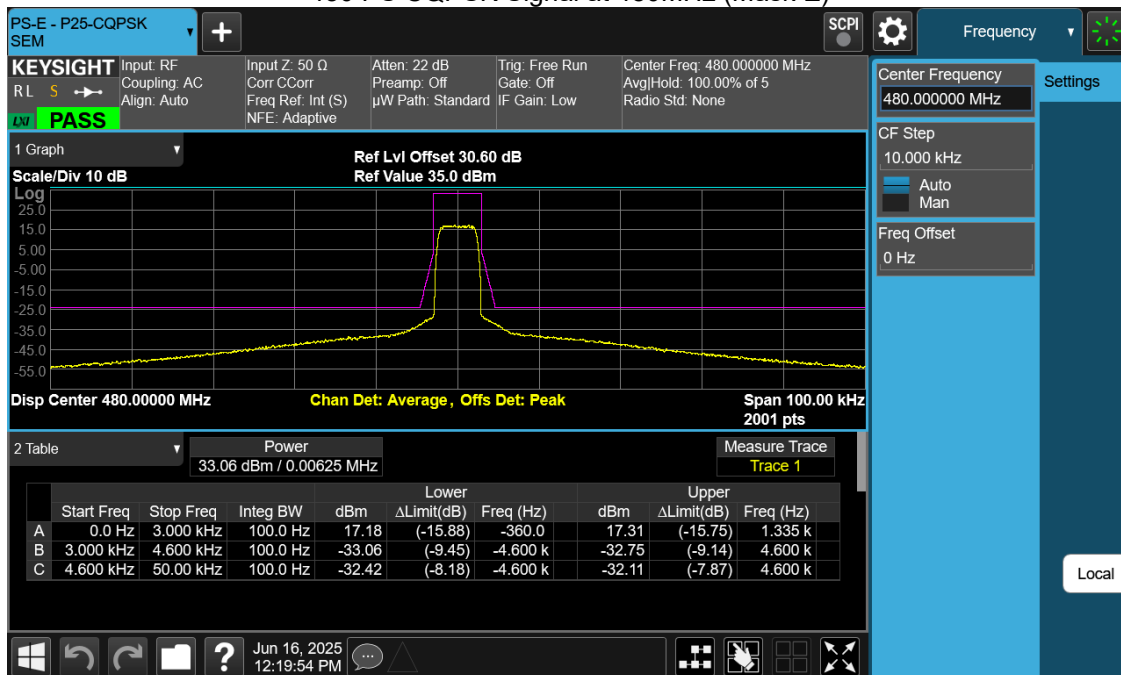 PS-E - P25-CQPSK
SEM
SCPI
Frequency
KEYSIGHT
R L S
LXI PASS
Input: RF
Coupling: AC
Align: Auto
Input Z: 50 Ω
Corr CCorr
Freq Ref: Int (S)
NFE: Adaptive
Atten: 22 dB
Preamp: Off
µW Path: Standard
Trig: Free Run
Gate: Off
IF Gain: Low
Center Freq: 480.000000 MHz
Avg|Hold: 100.00% of 5
Radio Std: None
Center Frequency
480.000000 MHz
Settings
CF Step
10.000 kHz
Auto
Man
Freq Offset
0 Hz
Local
1 Graph
Scale/Div 10 dB
Ref Lvl Offset 30.60 dB
Ref Value 35.0 dBm
Log
25.0
15.0
5.00
-5.00
-15.0
-25.0
-35.0
-45.0
-55.0
Disp Center 480.00000 MHz
Chan Det: Average , Offs Det: Peak
Span 100.00 kHz
2001 pts
2 Table
Power
33.06 dBm / 0.00625 MHz
Measure Trace
Trace 1
Lower Upper
Start Freq Stop Freq Integ BW dBm ΔLimit(dB) Freq (Hz) dBm ΔLimit(dB) Freq (Hz)
A 0.0 Hz 3.000 kHz 100.0 Hz 17.18 (-15.88) -360.0 17.31 (-15.75) 1.335 k
B 3.000 kHz 4.600 kHz 100.0 Hz -33.06 (-9.45) -4.600 k -32.75 (-9.14) 4.600 k
C 4.600 kHz 50.00 kHz 100.0 Hz -32.42 (-8.18) -4.600 k -32.11 (-7.87) 4.600 k
?
Jun 16, 2025
12:19:54 PM